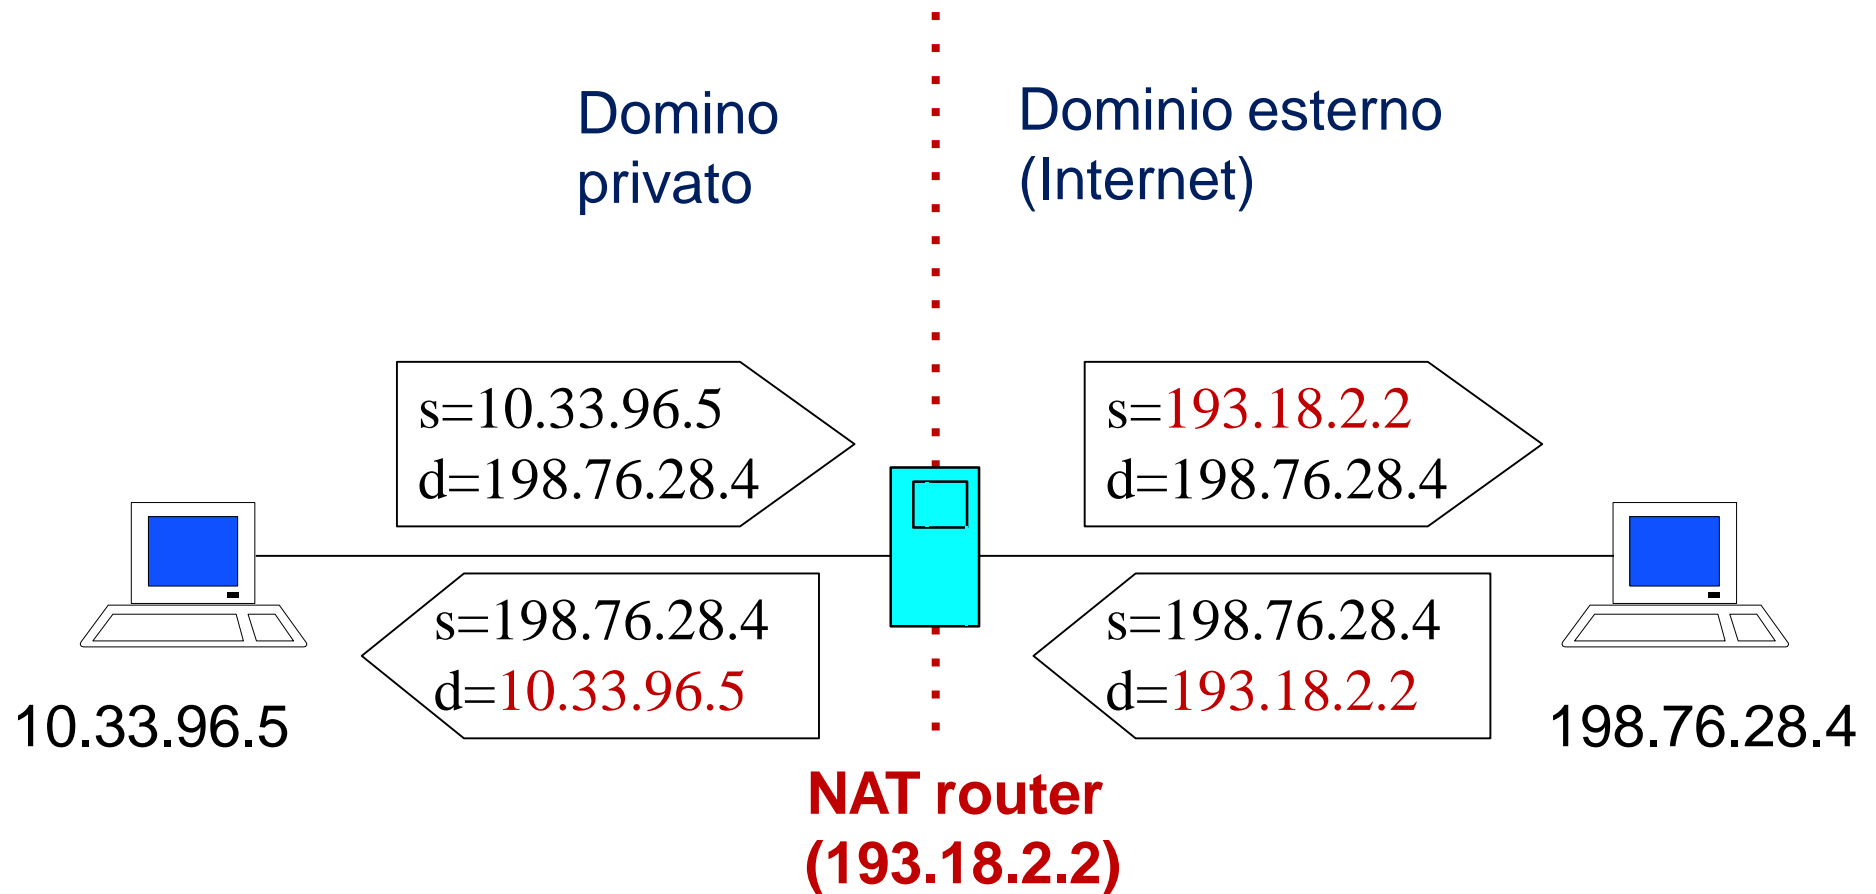 Domino
privato
Dominio esterno
(Internet)
s=10.33.96.5
d=198.76.28.4
s=193.18.2.2
d=198.76.28.4
s=198.76.28.4
d=10.33.96.5
s=198.76.28.4
d=193.18.2.2
10.33.96.5
198.76.28.4
NAT router
(193.18.2.2)